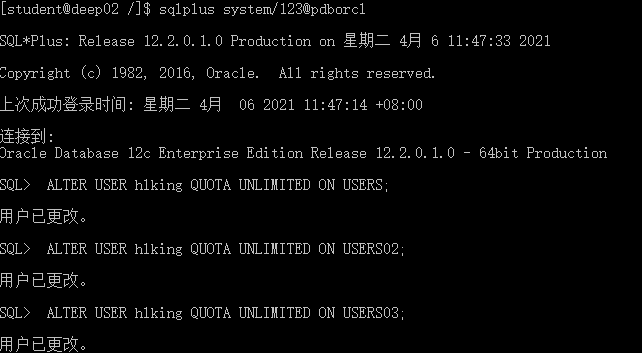 [student@deep02 /]$ sqlplus system/123@pdborcl
SQL*Plus: Release 12.2.0.1.0 Production on 星期二 4月 6 11:47:33 2021
Copyright (c) 1982, 2016, Oracle.  All rights reserved.
上次成功登录时间: 星期二 4月  06 2021 11:47:14 +08:00
连接到:
Oracle Database 12c Enterprise Edition Release 12.2.0.1.0 - 64bit Production
SQL>  ALTER USER hlking QUOTA UNLIMITED ON USERS;
用户已更改。
SQL>  ALTER USER hlking QUOTA UNLIMITED ON USERS02;
用户已更改。
SQL>  ALTER USER hlking QUOTA UNLIMITED ON USERS03;
用户已更改。